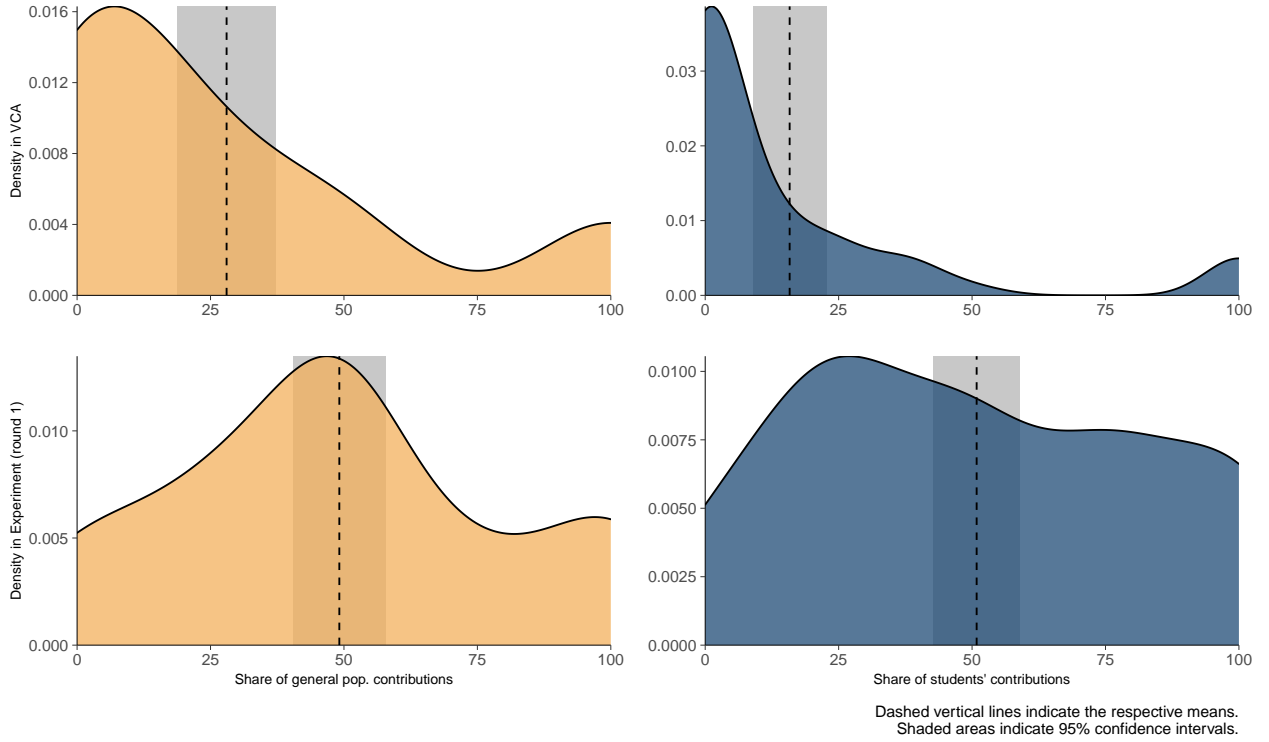 Density in VCA
0.016
0.012
0.008
0.004
0.000
0 25 50 75 100
0.03
0.02
0.01
0.00
0 25 50 75 100
Density in Experiment (round 1)
0.010
0.005
0.000
0 25 50 75 100
Share of general pop. contributions
0.0100
0.0075
0.0050
0.0025
0.0000
0 25 50 75 100
Share of students' contributions
Dashed vertical lines indicate the respective means.
Shaded areas indicate 95% confidence intervals.